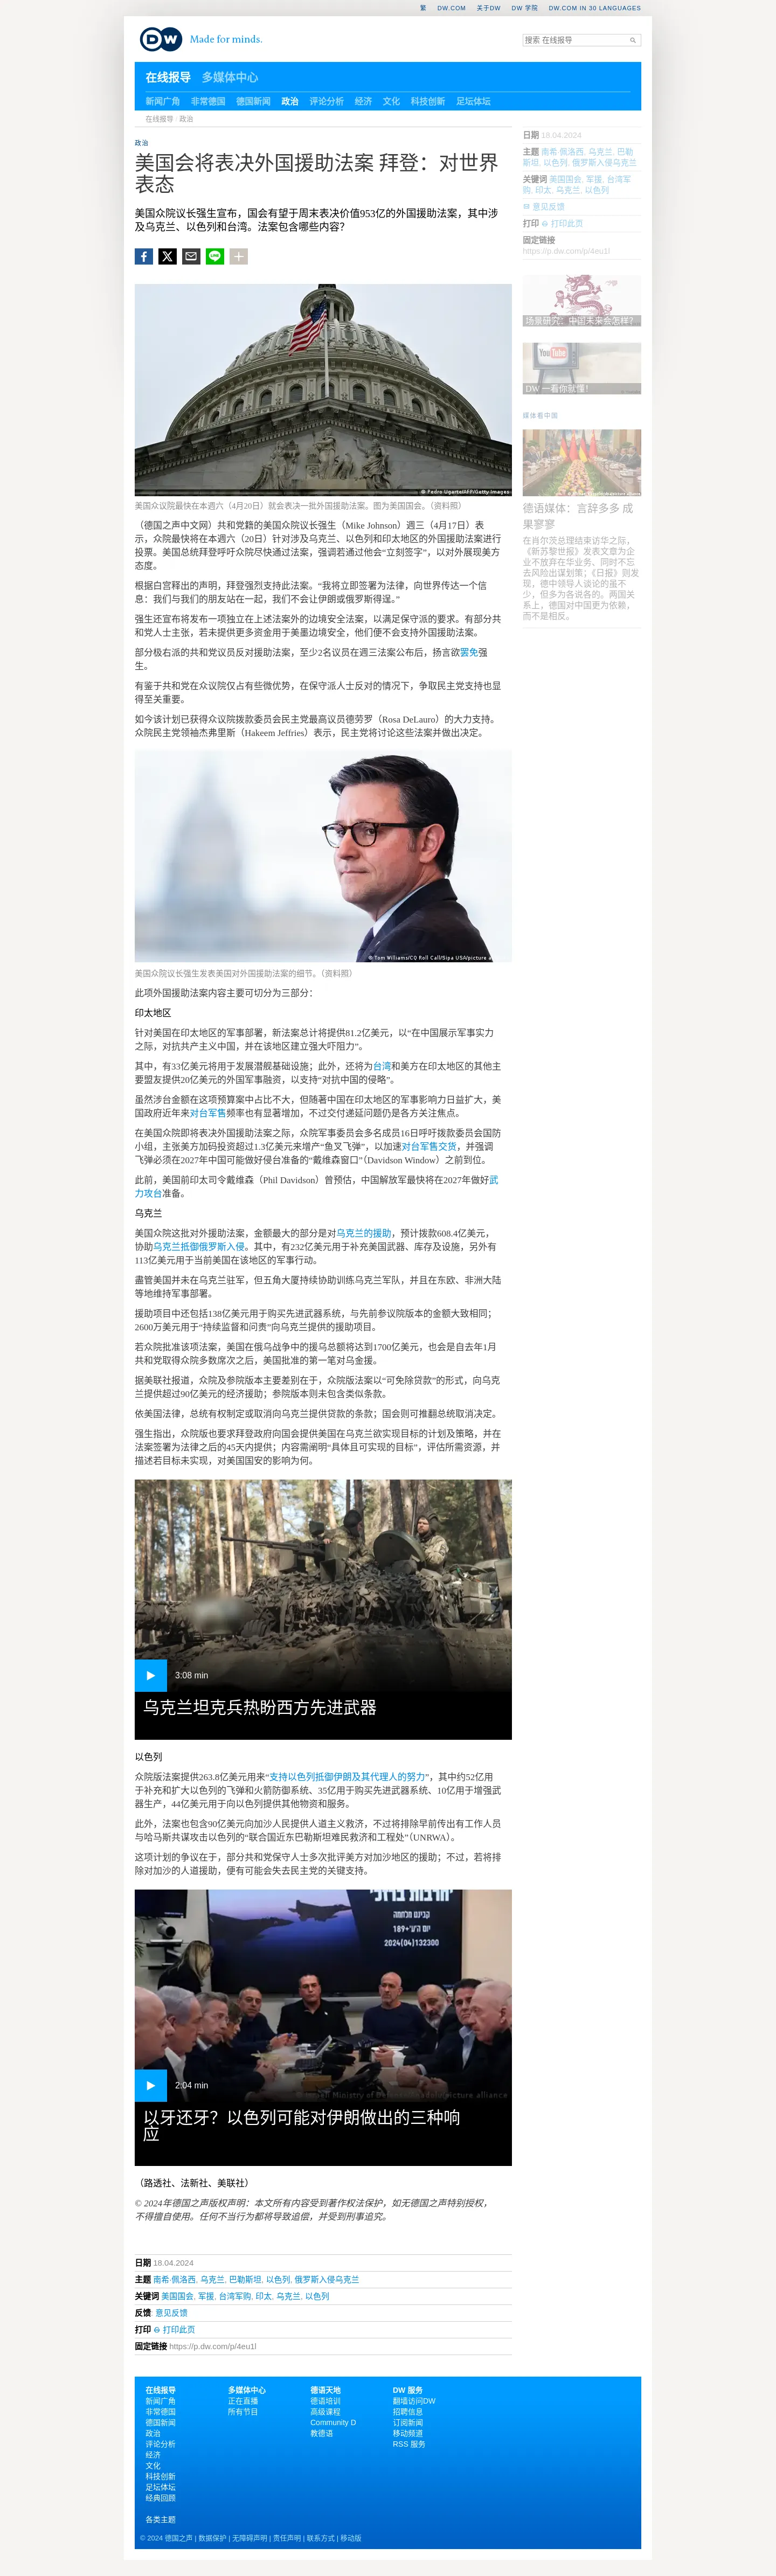 繁 DW.COM 关于DW DW 学院 DW.COM IN 30 LANGUAGES
DW Made for minds.
搜索 在线报导
在线报导 多媒体中心
新闻广角 非常德国 德国新闻 政治 评论分析 经济 文化 科技创新 足坛体坛
在线报导 / 政治
政治
美国会将表决外国援助法案 拜登：对世界
表态
美国众院议长强生宣布，国会有望于周末表决价值953亿的外国援助法案，其中涉
及乌克兰、以色列和台湾。法案包含哪些内容？
© Pedro Ugarte/AFP/Getty Images
美国众议院最快在本週六（4月20日）就会表决一批外国援助法案。图为美国国会。（资料照）
（德国之声中文网）共和党籍的美国众院议长强生（Mike Johnson）週三（4月17日）表
示，众院最快将在本週六（20日）针对涉及乌克兰、以色列和印太地区的外国援助法案进行
投票。美国总统拜登呼吁众院尽快通过法案，强调若通过他会“立刻签字”，以对外展现美方
态度。
根据白宫释出的声明，拜登强烈支持此法案。“我将立即签署为法律，向世界传达一个信
息：我们与我们的朋友站在一起，我们不会让伊朗或俄罗斯得逞。”
强生还宣布将发布一项独立在上述法案外的边境安全法案，以满足保守派的要求。有部分共
和党人士主张，若未提供更多资金用于美墨边境安全，他们便不会支持外国援助法案。
部分极右派的共和党议员反对援助法案，至少2名议员在週三法案公布后，扬言欲罢免强
生。
有鉴于共和党在众议院仅占有些微优势，在保守派人士反对的情况下，争取民主党支持也显
得至关重要。
如今该计划已获得众议院拨款委员会民主党最高议员德劳罗（Rosa DeLauro）的大力支持。
众院民主党领袖杰弗里斯（Hakeem Jeffries）表示，民主党将讨论这些法案并做出决定。
© Tom Williams/CQ Roll Call/Sipa USA/picture a
美国众院议长强生发表美国对外国援助法案的细节。（资料照）
此项外国援助法案内容主要可切分为三部分：
印太地区
针对美国在印太地区的军事部署，新法案总计将提供81.2亿美元，以“在中国展示军事实力
之际，对抗共产主义中国，并在该地区建立强大吓阻力”。
其中，有33亿美元将用于发展潜舰基础设施；此外，还将为台湾和美方在印太地区的其他主
要盟友提供20亿美元的外国军事融资，以支持“对抗中国的侵略”。
虽然涉台金额在这项预算案中占比不大，但随著中国在印太地区的军事影响力日益扩大，美
国政府近年来对台军售频率也有显著增加，不过交付递延问题仍是各方关注焦点。
在美国众院即将表决外国援助法案之际，众院军事委员会多名成员16日呼吁拨款委员会国防
小组，主张美方加码投资超过1.3亿美元来增产“鱼叉飞弹”，以加速对台军售交货，并强调
飞弹必须在2027年中国可能做好侵台准备的“戴维森窗口”（Davidson Window）之前到位。
此前，美国前印太司令戴维森（Phil Davidson）曾预估，中国解放军最快将在2027年做好武
力攻台准备。
乌克兰
美国众院这批对外援助法案，金额最大的部分是对乌克兰的援助，预计拨款608.4亿美元，
协助乌克兰抵御俄罗斯入侵。其中，有232亿美元用于补充美国武器、库存及设施，另外有
113亿美元用于当前美国在该地区的军事行动。
儘管美国并未在乌克兰驻军，但五角大厦持续协助训练乌克兰军队，并且在东欧、非洲大陆
等地维持军事部署。
援助项目中还包括138亿美元用于购买先进武器系统，与先前参议院版本的金额大致相同；
2600万美元用于“持续监督和问责”向乌克兰提供的援助项目。
若众院批准该项法案，美国在俄乌战争中的援乌总额将达到1700亿美元，也会是自去年1月
共和党取得众院多数席次之后，美国批准的第一笔对乌金援。
据美联社报道，众院及参院版本主要差别在于，众院版法案以“可免除贷款”的形式，向乌克
兰提供超过90亿美元的经济援助；参院版本则未包含类似条款。
依美国法律，总统有权制定或取消向乌克兰提供贷款的条款；国会则可推翻总统取消决定。
强生指出，众院版也要求拜登政府向国会提供美国在乌克兰欲实现目标的计划及策略，并在
法案签署为法律之后的45天内提供；内容需阐明“具体且可实现的目标”，评估所需资源，并
描述若目标未实现，对美国国安的影响为何。
3:08 min
乌克兰坦克兵热盼西方先进武器
以色列
众院版法案提供263.8亿美元用来“支持以色列抵御伊朗及其代理人的努力”，其中约52亿用
于补充和扩大以色列的飞弹和火箭防御系统、35亿用于购买先进武器系统、10亿用于增强武
器生产，44亿美元用于向以色列提供其他物资和服务。
此外，法案也包含90亿美元向加沙人民提供人道主义救济，不过将排除早前传出有工作人员
与哈马斯共谋攻击以色列的“联合国近东巴勒斯坦难民救济和工程处”（UNRWA）。
这项计划的争议在于，部分共和党保守人士多次批评美方对加沙地区的援助；不过，若将排
除对加沙的人道援助，便有可能会失去民主党的关键支持。
2:04 min
以牙还牙？以色列可能对伊朗做出的三种响
应
（路透社、法新社、美联社）
© 2024年德国之声版权声明：本文所有内容受到著作权法保护，如无德国之声特别授权，
不得擅自使用。任何不当行为都将导致追偿，并受到刑事追究。
日期 18.04.2024
主题 南希·佩洛西, 乌克兰, 巴勒斯坦, 以色列, 俄罗斯入侵乌克兰
关键词 美国国会, 军援, 台湾军购, 印太, 乌克兰, 以色列
反馈 意见反馈
打印 打印此页
固定链接 https://p.dw.com/p/4eu1l
日期 18.04.2024
主题 南希·佩洛西, 乌克兰, 巴勒
斯坦, 以色列, 俄罗斯入侵乌克兰
关键词 美国国会, 军援, 台湾军
购, 印太, 乌克兰, 以色列
意见反馈
打印 打印此页
固定链接
https://p.dw.com/p/4eu1l
场景研究：中国未来会怎样？
YouTube
DW 一看你就懂！
媒体看中国
德语媒体：言辞多多 成
果寥寥
在肖尔茨总理结束访华之际，
《新苏黎世报》发表文章为企
业不放弃在华业务、同时不忘
去风险出谋划策；《日报》则发
现，德中领导人谈论的虽不
少，但多为各说各的。两国关
系上，德国对中国更为依赖，
而不是相反。
在线报导
新闻广角
非常德国
德国新闻
政治
评论分析
经济
文化
科技创新
足坛体坛
经典回顾
各类主题
多媒体中心
正在直播
所有节目
德语天地
德语培训
高级课程
Community D
教德语
DW 服务
翻墙访问DW
招聘信息
订阅新闻
移动频道
RSS 服务
© 2024 德国之声 | 数据保护 | 无障碍声明 | 责任声明 | 联系方式 | 移动版